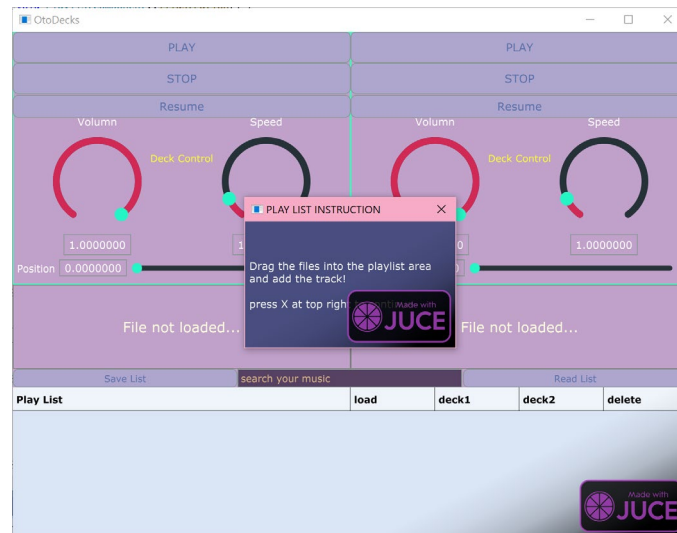 OtoDecks
PLAY PLAY
STOP STOP
Resume Resume
Volumn Speed Volumn Speed
Deck Control Deck Control
PLAY LIST INSTRUCTION
Drag the files into the playlist area
and add the track!
press X at top right
Made with
JUCE
1.0000000 1 0 1.0000000
Position 0.0000000
File not loaded... File not loaded...
Save List search your music Read List
Play List load deck1 deck2 delete
Made with
JUCE